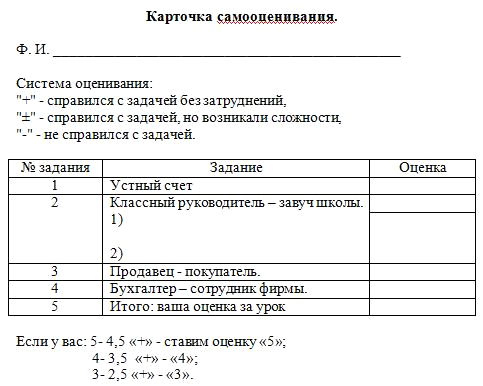 Карточка самооценивания.
Ф. И. ______________________________________________
Система оценивания:
"+" - справился с задачей без затруднений,
"±" - справился с задачей, но возникали сложности,
"-" - не справился с задачей.
№ задания Задание Оценка
1 Устный счет
2 Классный руководитель – завуч школы.
1)
2)
3 Продавец - покупатель.
4 Бухгалтер – сотрудник фирмы.
5 Итого: ваша оценка за урок
Если у вас: 5- 4,5 «+» - ставим оценку «5»;
4- 3,5 «+» - «4»;
3- 2,5 «+» - «3».